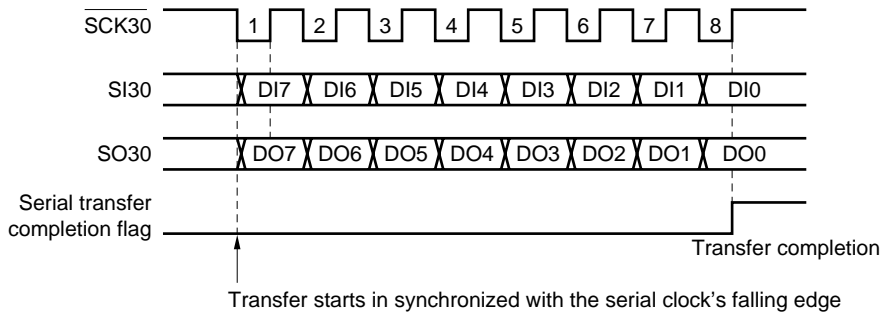 SCK30
1 2 3 4 5 6 7 8
SI30
DI7 DI6 DI5 DI4 DI3 DI2 DI1 DI0
SO30
DO7 DO6 DO5 DO4 DO3 DO2 DO1 DO0
Serial transfer
completion flag
Transfer completion
Transfer starts in synchronized with the serial clock's falling edge